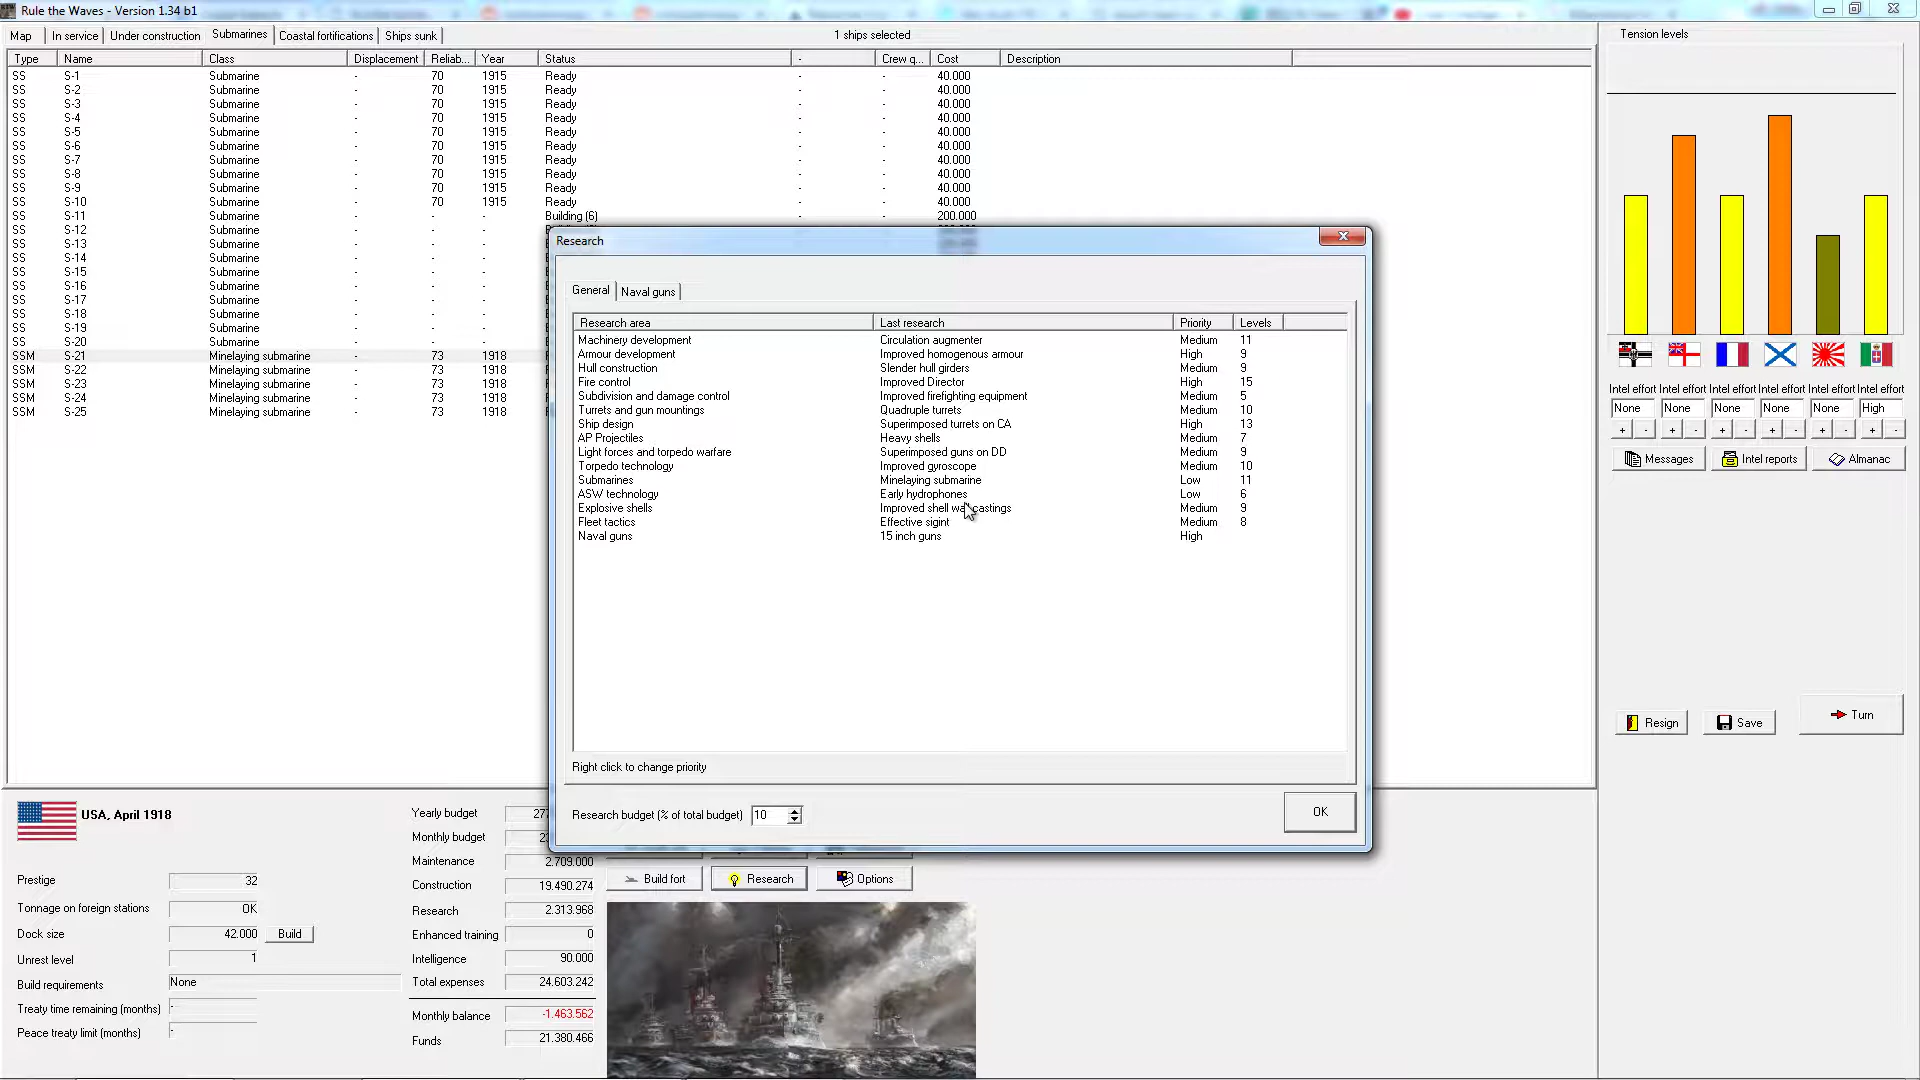 Rule the Waves - Version 1.34 b1
Map In service Under construction Submarines Coastal fortifications Ships sunk 1 ships selected
Type Name Class Displacement Reliab... Year Status - Crew q... Cost Description
SS S-1 Submarine - 70 1915 Ready - - 40.000
SS S-2 Submarine - 70 1915 Ready - - 40.000
SS S-3 Submarine - 70 1915 Ready - - 40.000
SS S-4 Submarine - 70 1915 Ready - - 40.000
SS S-5 Submarine - 70 1915 Ready - - 40.000
SS S-6 Submarine - 70 1915 Ready - - 40.000
SS S-7 Submarine - 70 1915 Ready - - 40.000
SS S-8 Submarine - 70 1915 Ready - - 40.000
SS S-9 Submarine - 70 1915 Ready - - 40.000
SS S-10 Submarine - 70 1915 Ready - - 40.000
SS S-11 Submarine - - - Building (6) - - 200.000
SS S-12 Submarine - - -
SS S-13 Submarine - - -
SS S-14 Submarine - - -
SS S-15 Submarine - - -
SS S-16 Submarine - - -
SS S-17 Submarine - - -
SS S-18 Submarine - - -
SS S-19 Submarine - - -
SS S-20 Submarine - - -
SSM S-21 Minelaying submarine - 73 1918
SSM S-22 Minelaying submarine - 73 1918
SSM S-23 Minelaying submarine - 73 1918
SSM S-24 Minelaying submarine - 73 1918
SSM S-25 Minelaying submarine - 73 1918
Research
General Naval guns
Research area Last research Priority Levels
Machinery development Circulation augmenter Medium 11
Armour development Improved homogenous armour High 9
Hull construction Slender hull girders Medium 9
Fire control Improved Director High 15
Subdivision and damage control Improved firefighting equipment Medium 5
Turrets and gun mountings Quadruple turrets Medium 10
Ship design Superimposed turrets on CA High 13
AP Projectiles Heavy shells Medium 7
Light forces and torpedo warfare Superimposed guns on DD Medium 9
Torpedo technology Improved gyroscope Medium 10
Submarines Minelaying submarine Low 11
ASW technology Early hydrophones Low 6
Explosive shells Improved shell wall castings Medium 9
Fleet tactics Effective sigint Medium 8
Naval guns 15 inch guns High
Right click to change priority
Research budget (% of total budget) 10
OK
Tension levels
Intel effort Intel effort Intel effort Intel effort Intel effort Intel effort
None None None None None High
+ - + - + - + - + - + -
Messages Intel reports Almanac
Resign Save Turn
USA, April 1918
Prestige 32
Tonnage on foreign stations OK
Dock size 42.000 Build
Unrest level 1
Build requirements None
Treaty time remaining (months) -
Peace treaty limit (months) -
Yearly budget
Monthly budget
Maintenance 2.709.000
Construction 19.490.274
Research 2.313.968
Enhanced training 0
Intelligence 90.000
Total expenses 24.603.242
Monthly balance -1.463.562
Funds 21.380.466
Build fort Research Options